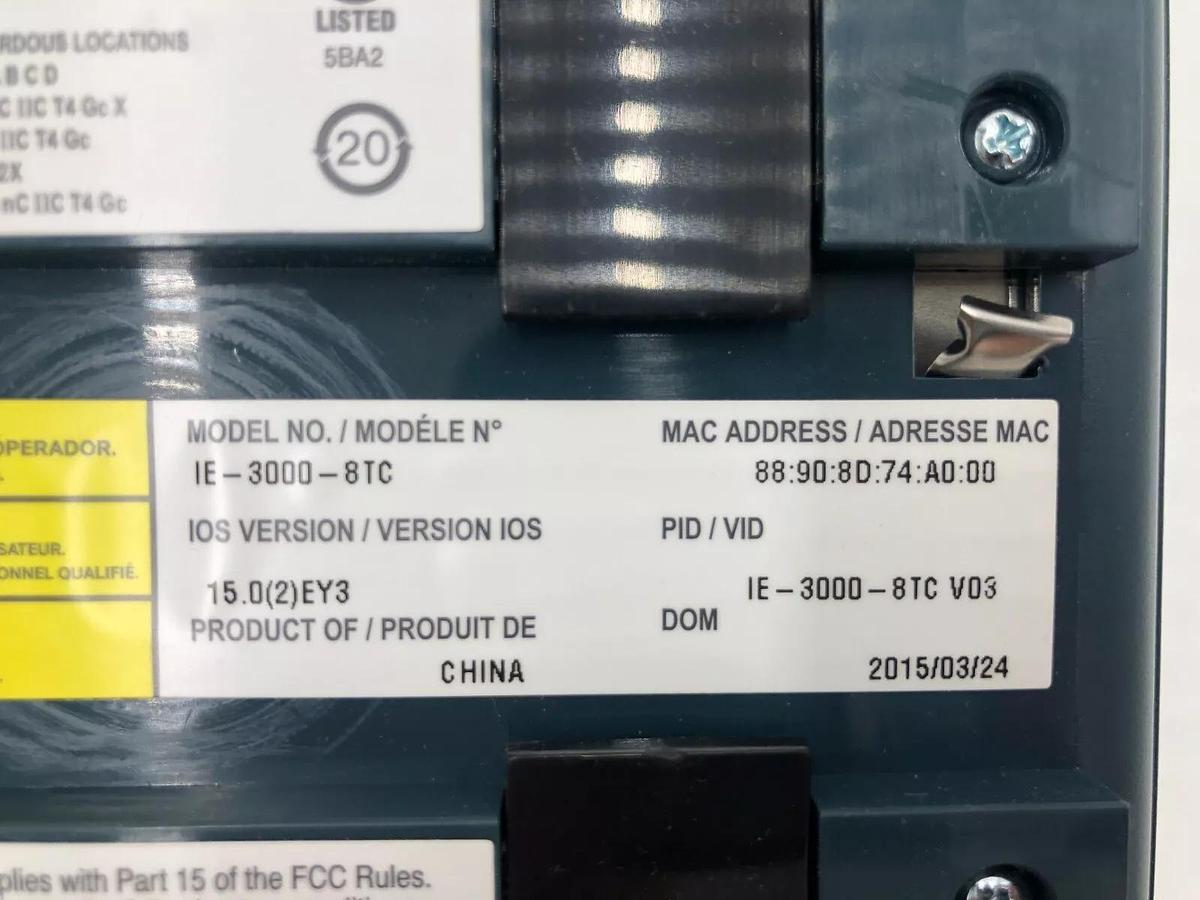 LISTED
5BA2
RDOUS LOCATIONS
BCD
C IIC T4 Gc X
IIC T4 Gc
2X
nC IIC T4 Gc
20
OPERADOR.
SATEUR.
ONNEL QUALIFIÉ.
MODEL NO. / MODÉLE N°
IE-3000-8TC
MAC ADDRESS / ADRESSE MAC
88:90:8D:74:A0:00
IOS VERSION / VERSION IOS
15.0(2)EY3
PID / VID
IE-3000-8TC V03
PRODUCT OF / PRODUIT DE
CHINA
DOM
2015/03/24
plies with Part 15 of the FCC Rules.